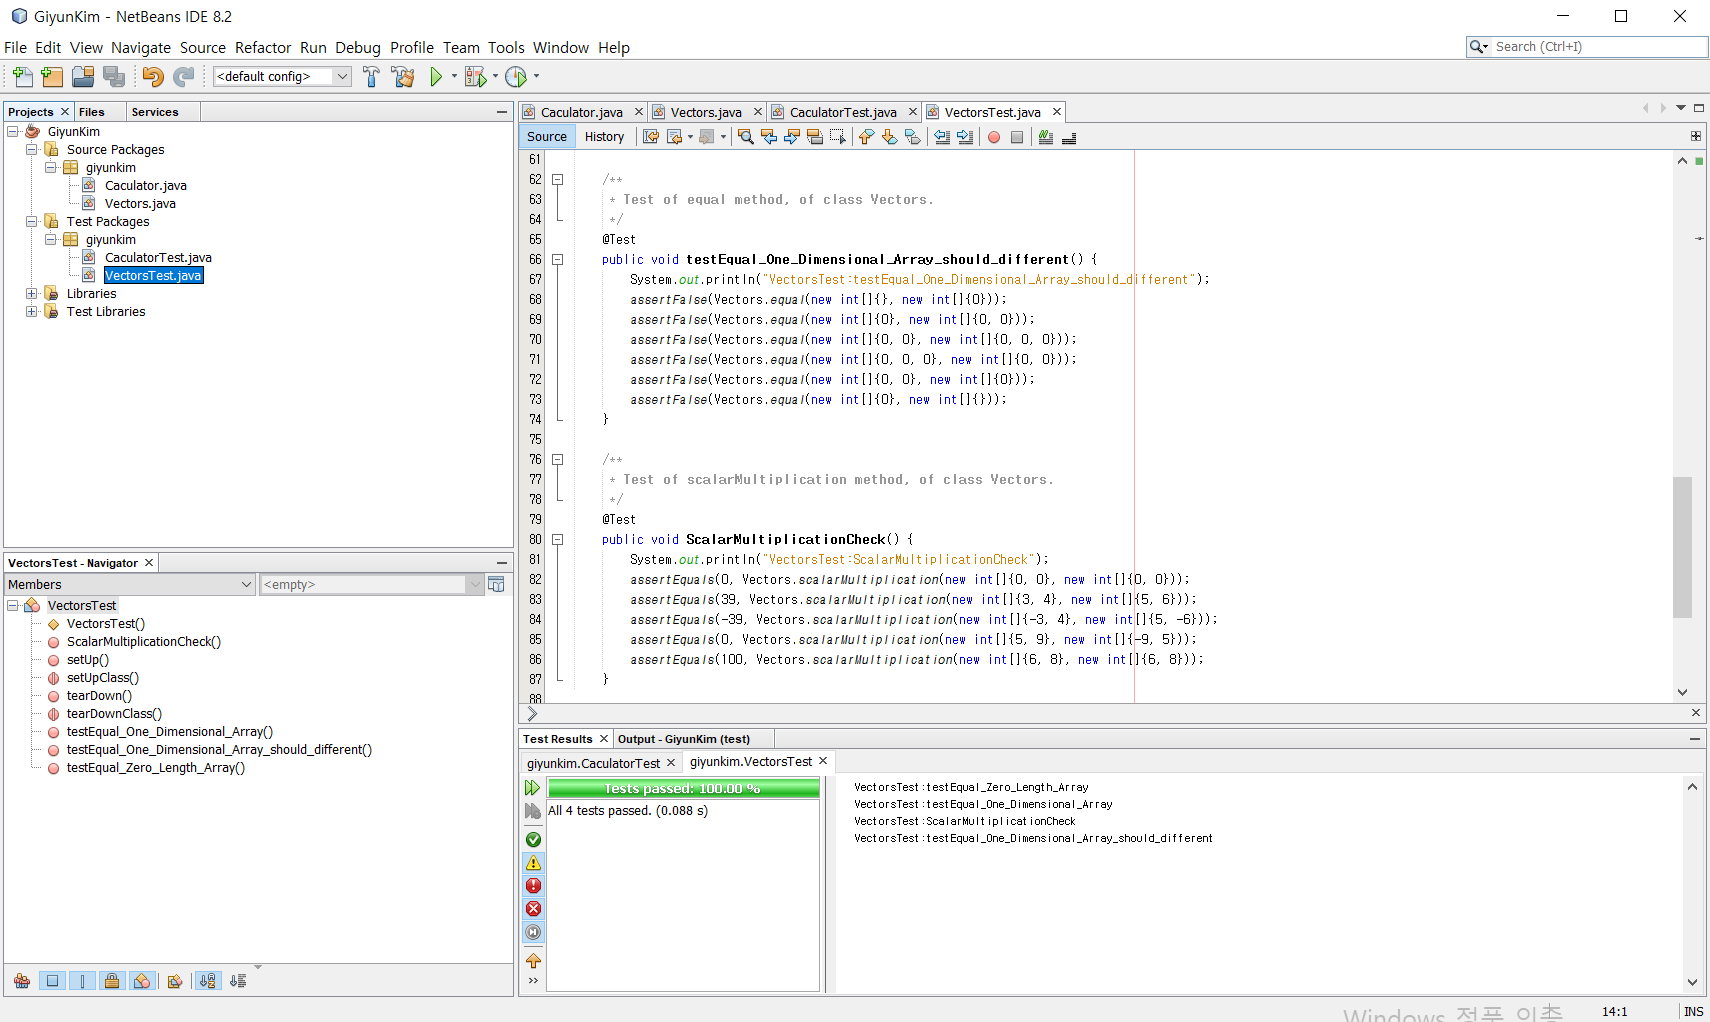 GiyunKim - NetBeans IDE 8.2
File Edit View Navigate Source Refactor Run Debug Profile Team Tools Window Help
Search (Ctrl+I)
<default config>
Projects Files Services
GiyunKim
Source Packages
giyunkim
Caculator.java
Vectors.java
Test Packages
giyunkim
CaculatorTest.java
VectorsTest.java
Libraries
Test Libraries
VectorsTest - Navigator
Members <empty>
VectorsTest
VectorsTest()
ScalarMultiplicationCheck()
setUp()
setUpClass()
tearDown()
tearDownClass()
testEqual_One_Dimensional_Array()
testEqual_One_Dimensional_Array_should_different()
testEqual_Zero_Length_Array()
Caculator.java Vectors.java CaculatorTest.java VectorsTest.java
Source History
61
62 /**
63 * Test of equal method, of class Vectors.
64 */
65 @Test
66 public void testEqual_One_Dimensional_Array_should_different() {
67 System.out.println("VectorsTest:testEqual_One_Dimensional_Array_should_different");
68 assertFalse(Vectors.equal(new int[]{}, new int[]{0}));
69 assertFalse(Vectors.equal(new int[]{0}, new int[]{0, 0}));
70 assertFalse(Vectors.equal(new int[]{0, 0}, new int[]{0, 0, 0}));
71 assertFalse(Vectors.equal(new int[]{0, 0, 0}, new int[]{0, 0}));
72 assertFalse(Vectors.equal(new int[]{0, 0}, new int[]{0}));
73 assertFalse(Vectors.equal(new int[]{0}, new int[]{}));
74 }
75
76 /**
77 * Test of scalarMultiplication method, of class Vectors.
78 */
79 @Test
80 public void ScalarMultiplicationCheck() {
81 System.out.println("VectorsTest:ScalarMultiplicationCheck");
82 assertEquals(0, Vectors.scalarMultiplication(new int[]{0, 0}, new int[]{0, 0}));
83 assertEquals(39, Vectors.scalarMultiplication(new int[]{3, 4}, new int[]{5, 6}));
84 assertEquals(-39, Vectors.scalarMultiplication(new int[]{-3, 4}, new int[]{5, -6}));
85 assertEquals(0, Vectors.scalarMultiplication(new int[]{5, 9}, new int[]{-9, 5}));
86 assertEquals(100, Vectors.scalarMultiplication(new int[]{6, 8}, new int[]{6, 8}));
87 }
88
Test Results Output - GiyunKim (test)
giyunkim.CaculatorTest giyunkim.VectorsTest
Tests passed: 100.00 %
All 4 tests passed. (0.088 s)
VectorsTest:testEqual_Zero_Length_Array
VectorsTest:testEqual_One_Dimensional_Array
VectorsTest:ScalarMultiplicationCheck
VectorsTest:testEqual_One_Dimensional_Array_should_different
Windows 정품 인증
14:1 INS